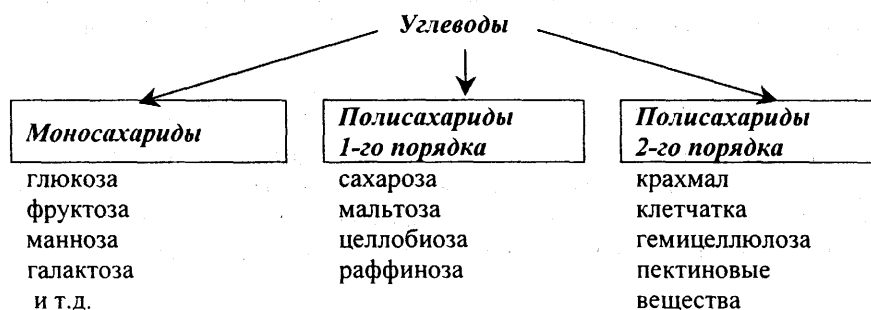 Углеводы
Моносахариды
глюкоза
фруктоза
манноза
галактоза
и т.д.
Полисахариды
1-го порядка
сахароза
мальтоза
целлобиоза
раффиноза
Полисахариды
2-го порядка
крахмал
клетчатка
гемицеллюлоза
пектиновые
вещества